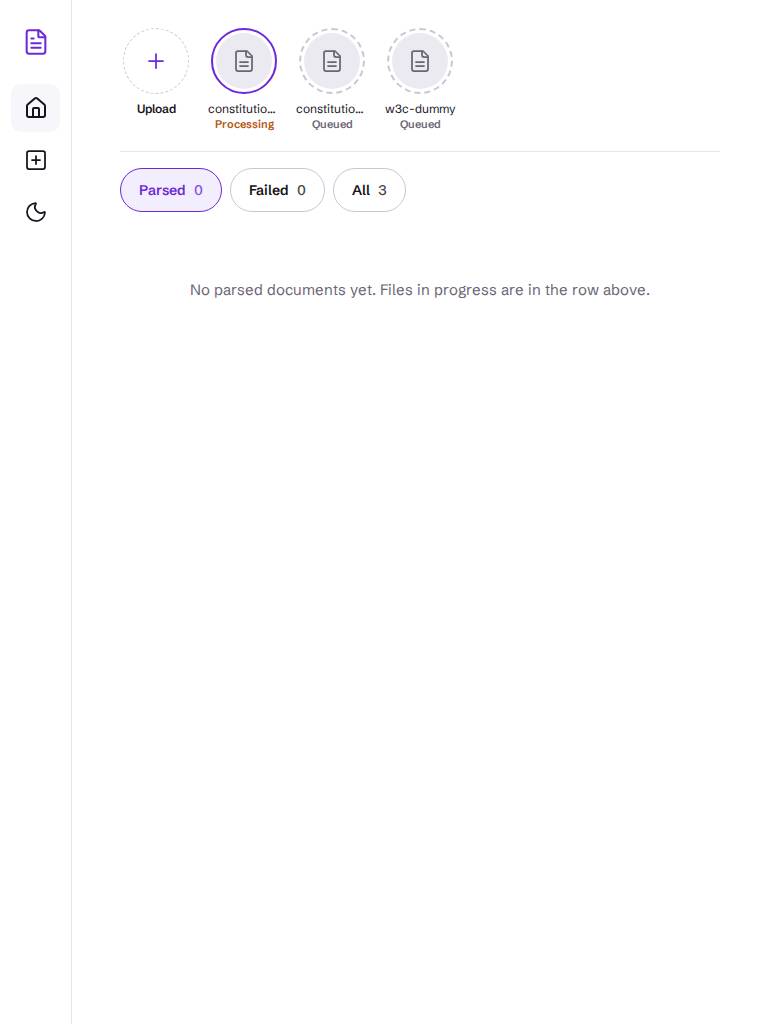 Upload
constitutio...
Processing
constitutio...
Queued
w3c-dummy
Queued
Parsed 0
Failed 0
All 3
No parsed documents yet. Files in progress are in the row above.